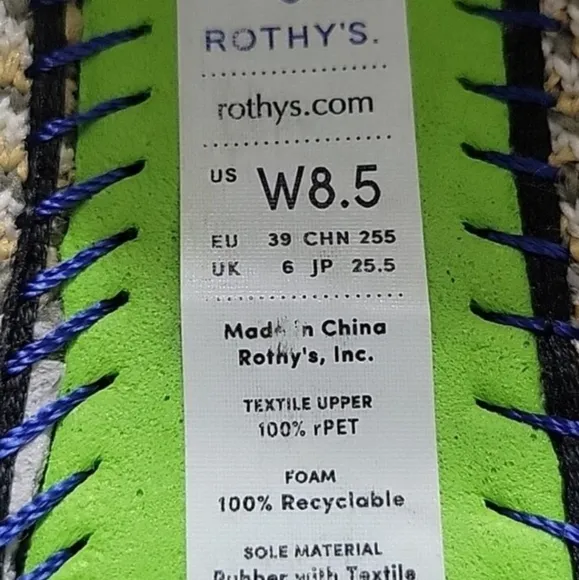 ROTHY'S.
rothys.com
US W8.5
EU 39 CHN 255
UK 6 JP 25.5
Made in China
Rothy's, Inc.
TEXTILE UPPER
100% rPET
FOAM
100% Recyclable
SOLE MATERIAL
Rubber with Textile